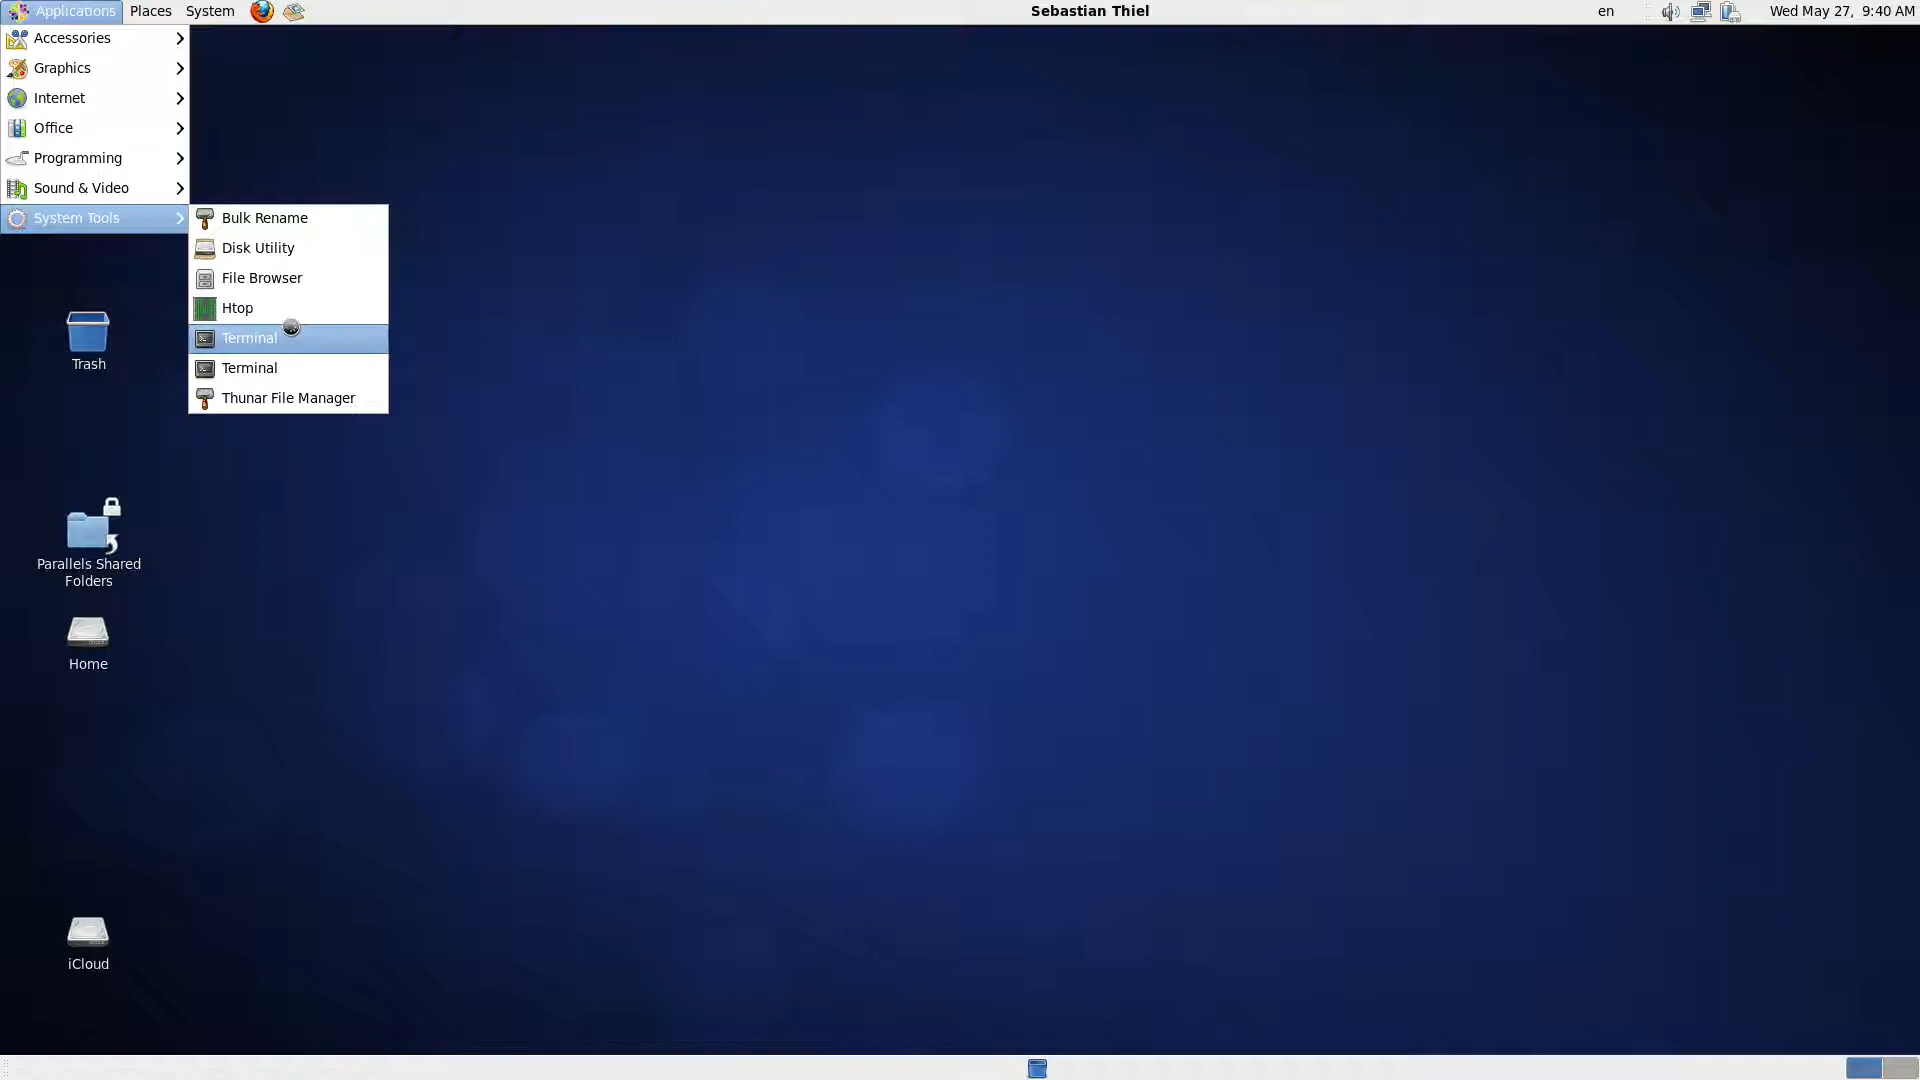 Applications Places System Sebastian Thiel en Wed May 27, 9:40 AM
Accessories
Graphics
Internet
Office
Programming
Sound & Video
System Tools
Bulk Rename
Disk Utility
File Browser
Htop
Terminal
Terminal
Thunar File Manager
Trash
Parallels Shared
Folders
Home
iCloud